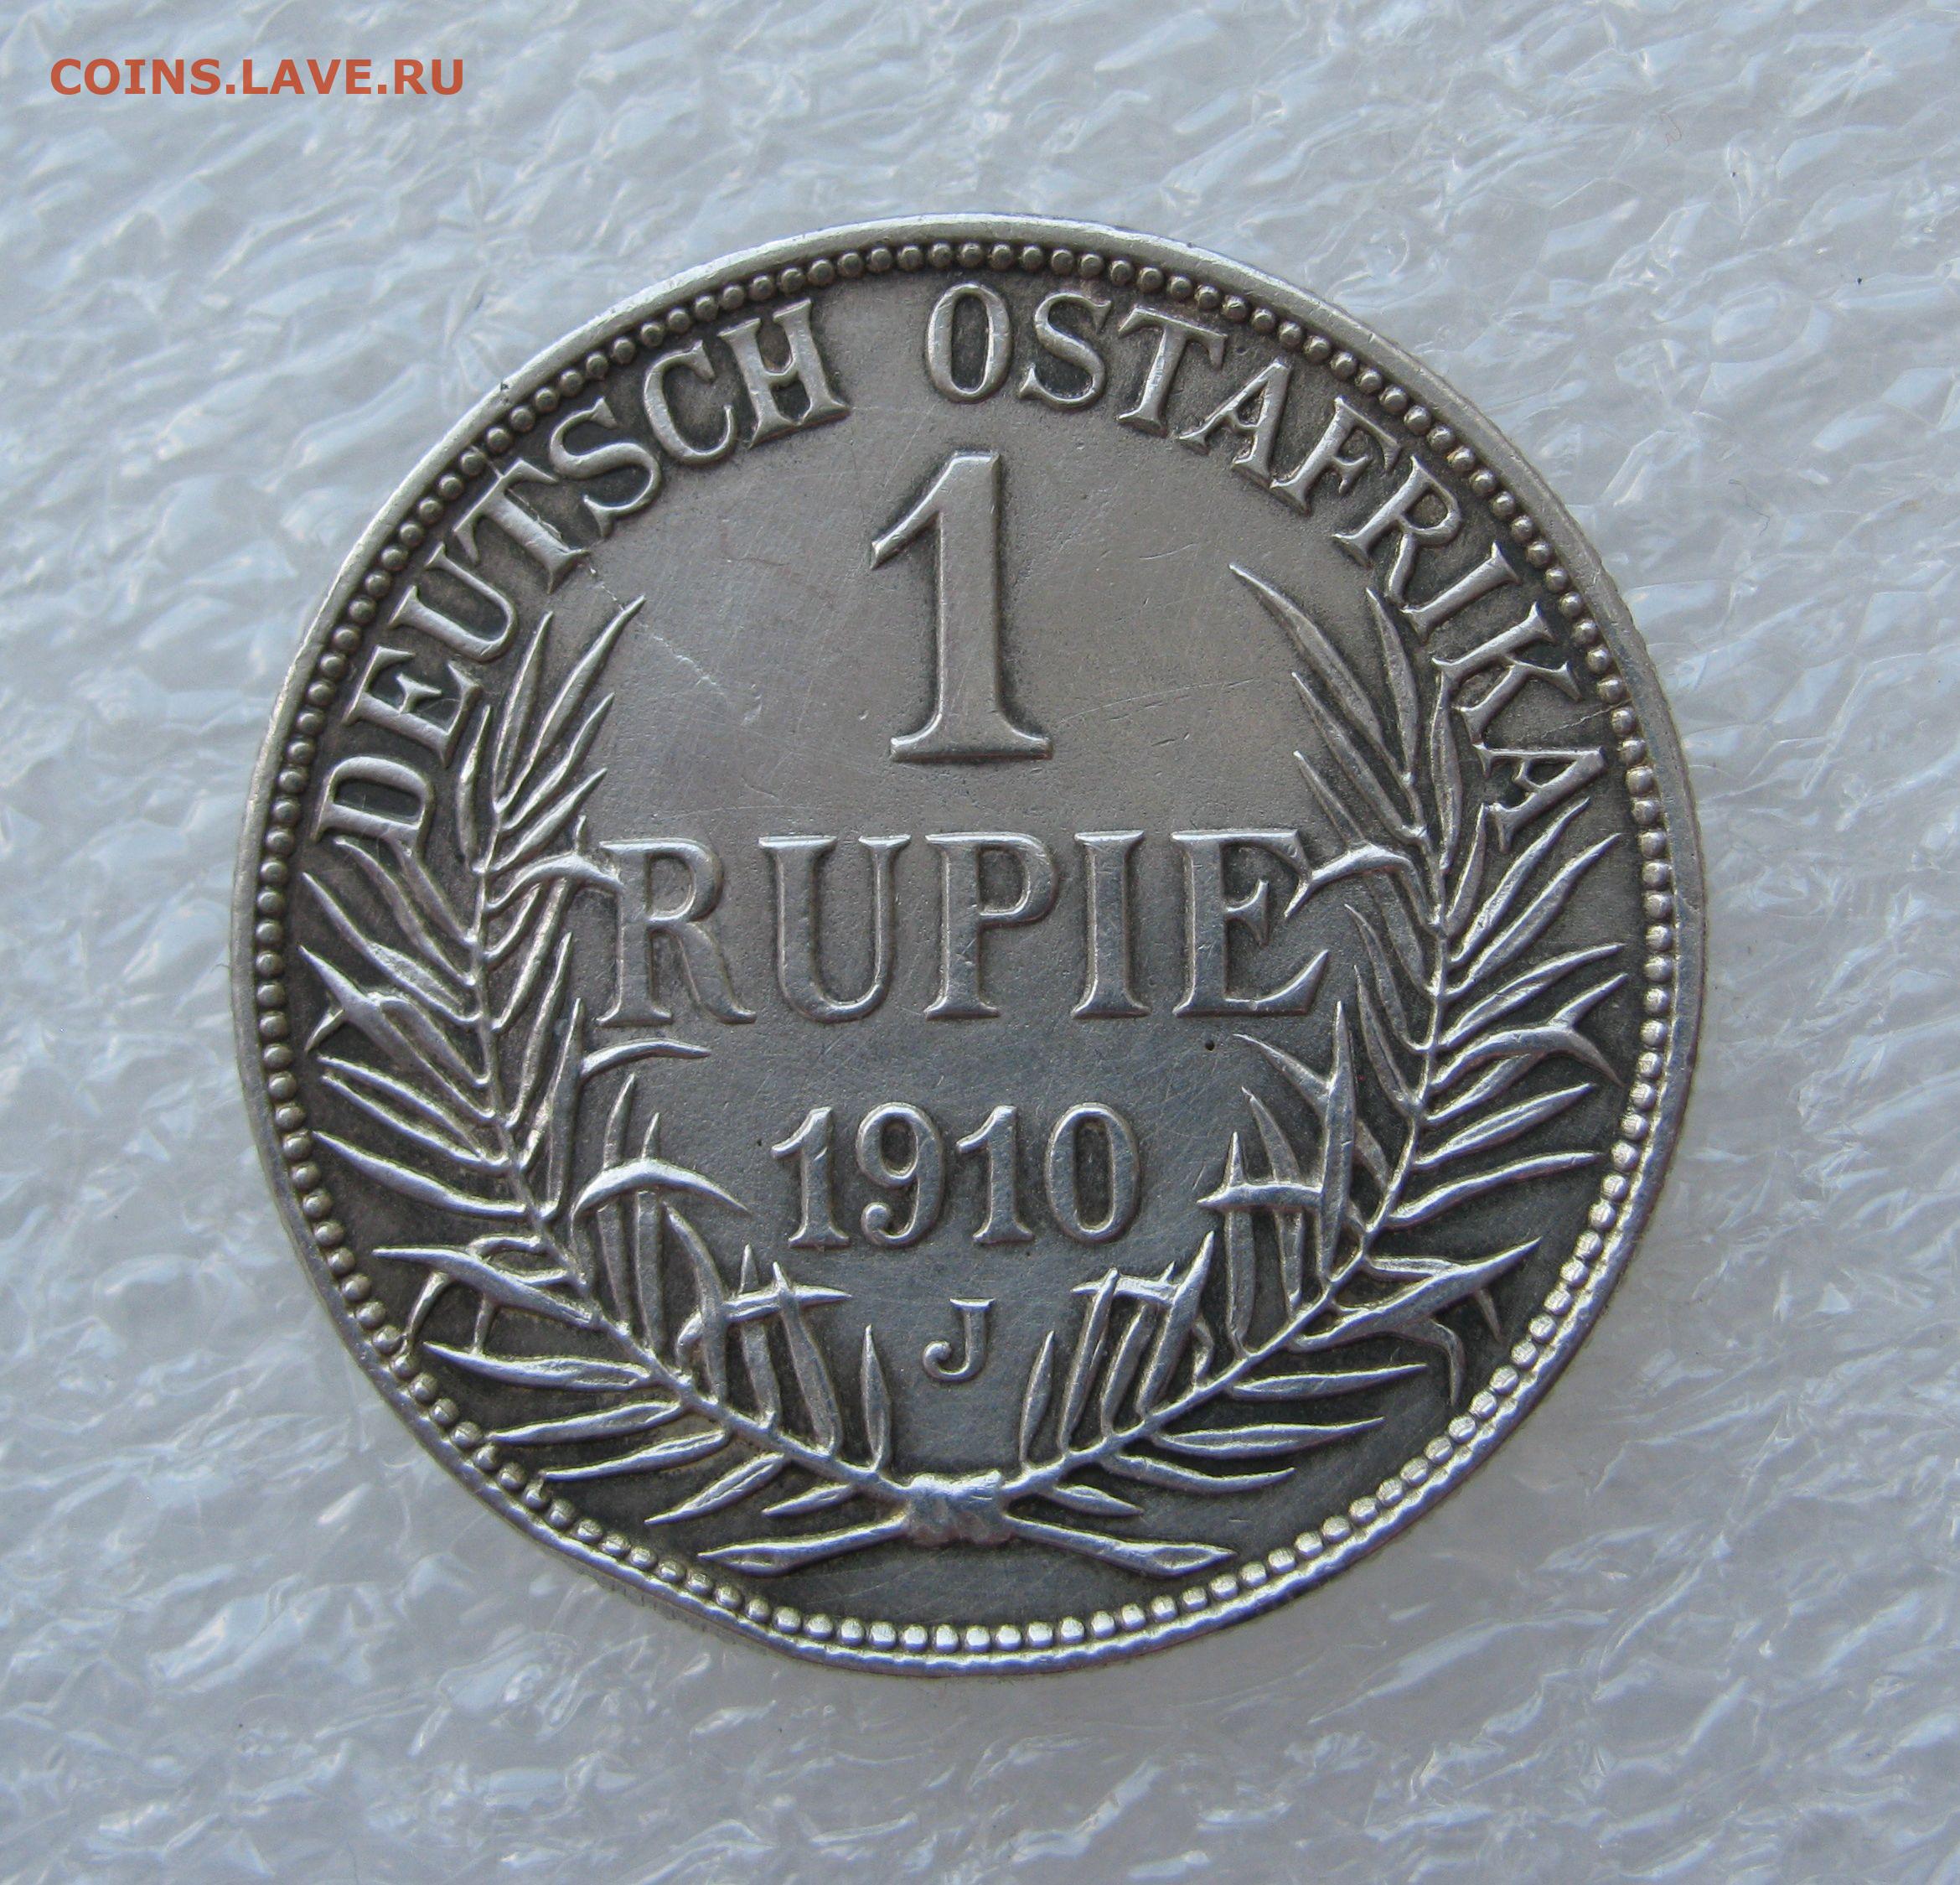 COINS.LAVE.RU
DEUTSCH OSTAFRIKA
1
RUPIE
1910
J